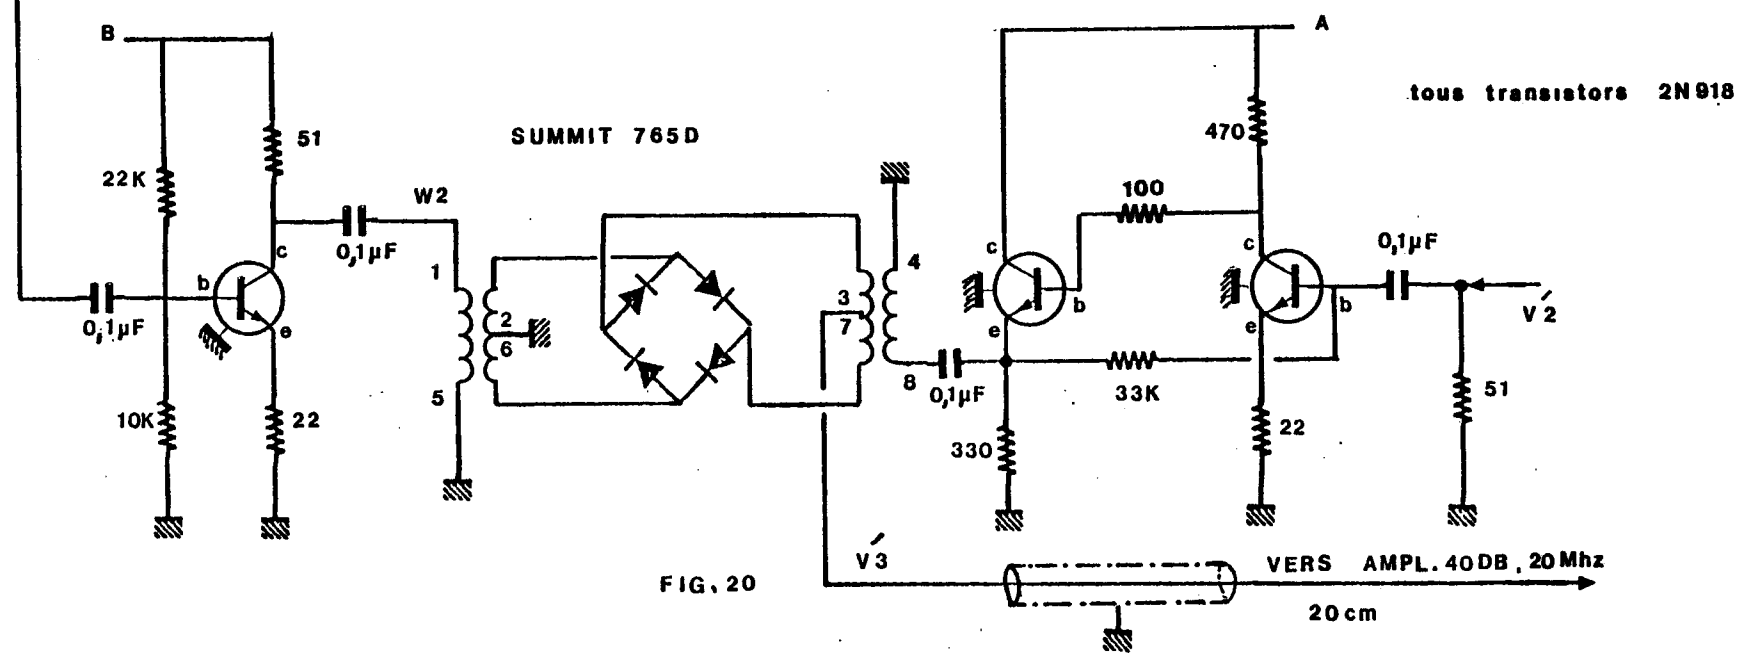 B
A
tous transistors 2N918
SUMMIT 765D
51
470
22K
W2
100
0,1µF
c
1
4
c
c
0,1µF
b
3
b
b
0,1µF
2
7
e
e
V'2
e
6
8
0,1µF
33K
5
51
10K
22
330
22
V'3
FIG. 20
VERS AMPL. 40DB, 20Mhz
20cm